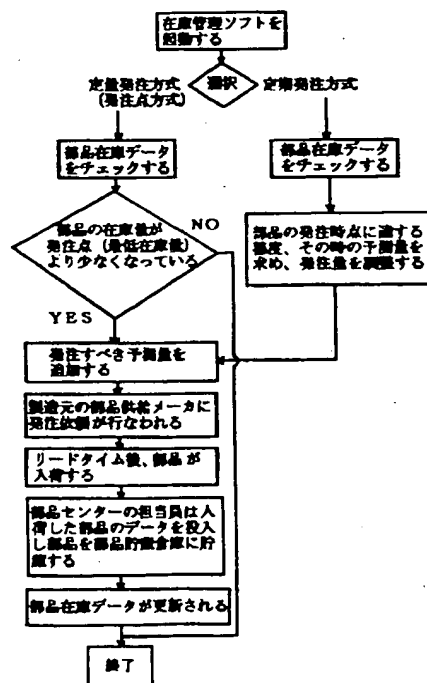 在庫管理ソフトを
起動する
選択
定量発注方式
(発注点方式)
定期発注方式
部品在庫データ
をチェックする
部品在庫データ
をチェックする
部品の在庫量が
発注点(最低在庫量)
より少なくなっている
NO
YES
部品の発注時点に達する
都度、その時の予測量を
求め、発注量を調整する
発注すべき予測量を
追加する
製造元の部品供給メーカに
発注依頼が行なわれる
リードタイム後、部品が
入荷する
部品センターの担当員は入
荷した部品のデータを投入
し部品を部品貯蔵倉庫に貯
蔵する
部品在庫データが更新される
終了